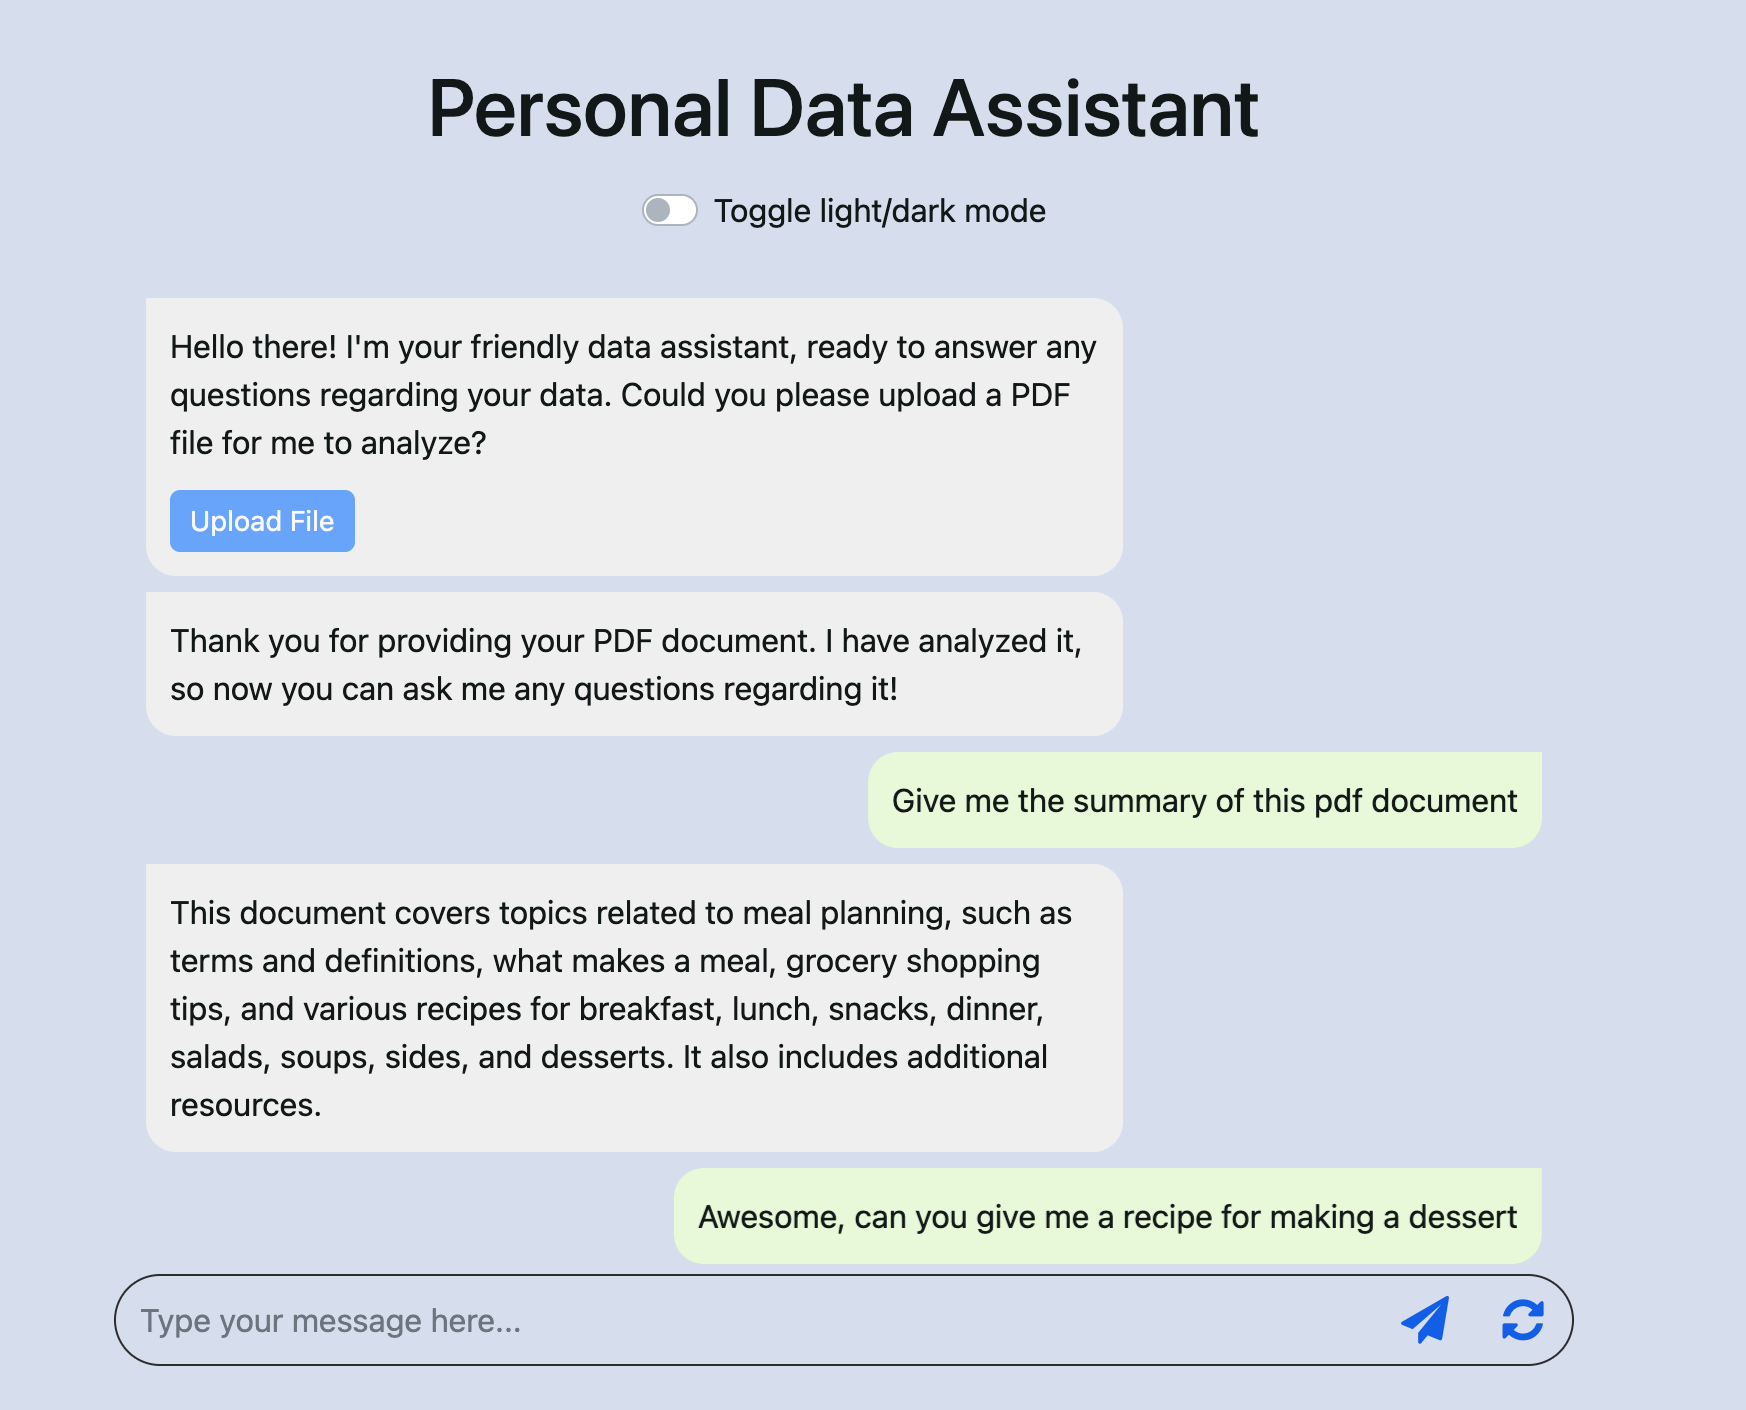 Personal Data Assistant
Toggle light/dark mode
Hello there! I'm your friendly data assistant, ready to answer any
questions regarding your data. Could you please upload a PDF
file for me to analyze?
Upload File
Thank you for providing your PDF document. I have analyzed it,
so now you can ask me any questions regarding it!
Give me the summary of this pdf document
This document covers topics related to meal planning, such as
terms and definitions, what makes a meal, grocery shopping
tips, and various recipes for breakfast, lunch, snacks, dinner,
salads, soups, sides, and desserts. It also includes additional
resources.
Awesome, can you give me a recipe for making a dessert
Type your message here...